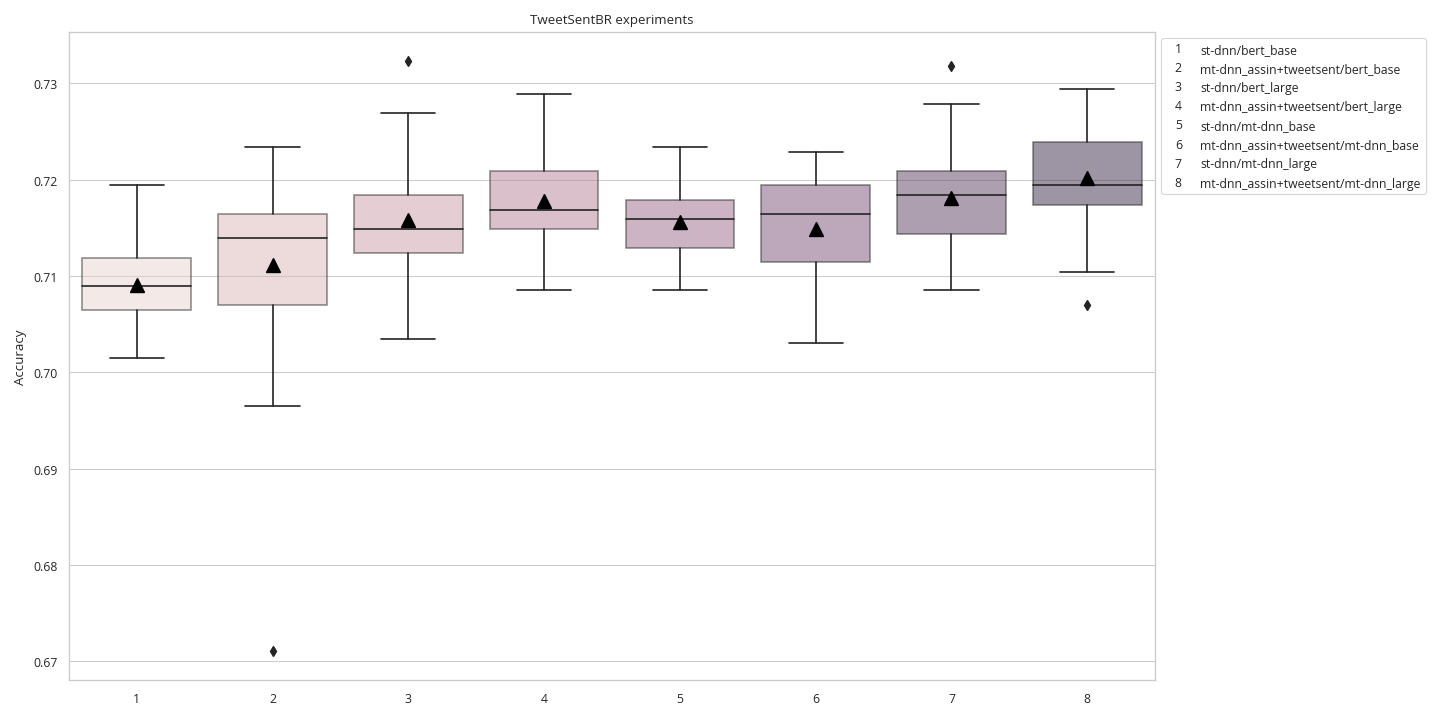 TweetSentBR experiments
Accuracy
0.73
0.72
0.71
0.70
0.69
0.68
0.67
1 2 3 4 5 6 7 8
1 st-dnn/bert_base
2 mt-dnn_assin+tweetsent/bert_base
3 st-dnn/bert_large
4 mt-dnn_assin+tweetsent/bert_large
5 st-dnn/mt-dnn_base
6 mt-dnn_assin+tweetsent/mt-dnn_base
7 st-dnn/mt-dnn_large
8 mt-dnn_assin+tweetsent/mt-dnn_large